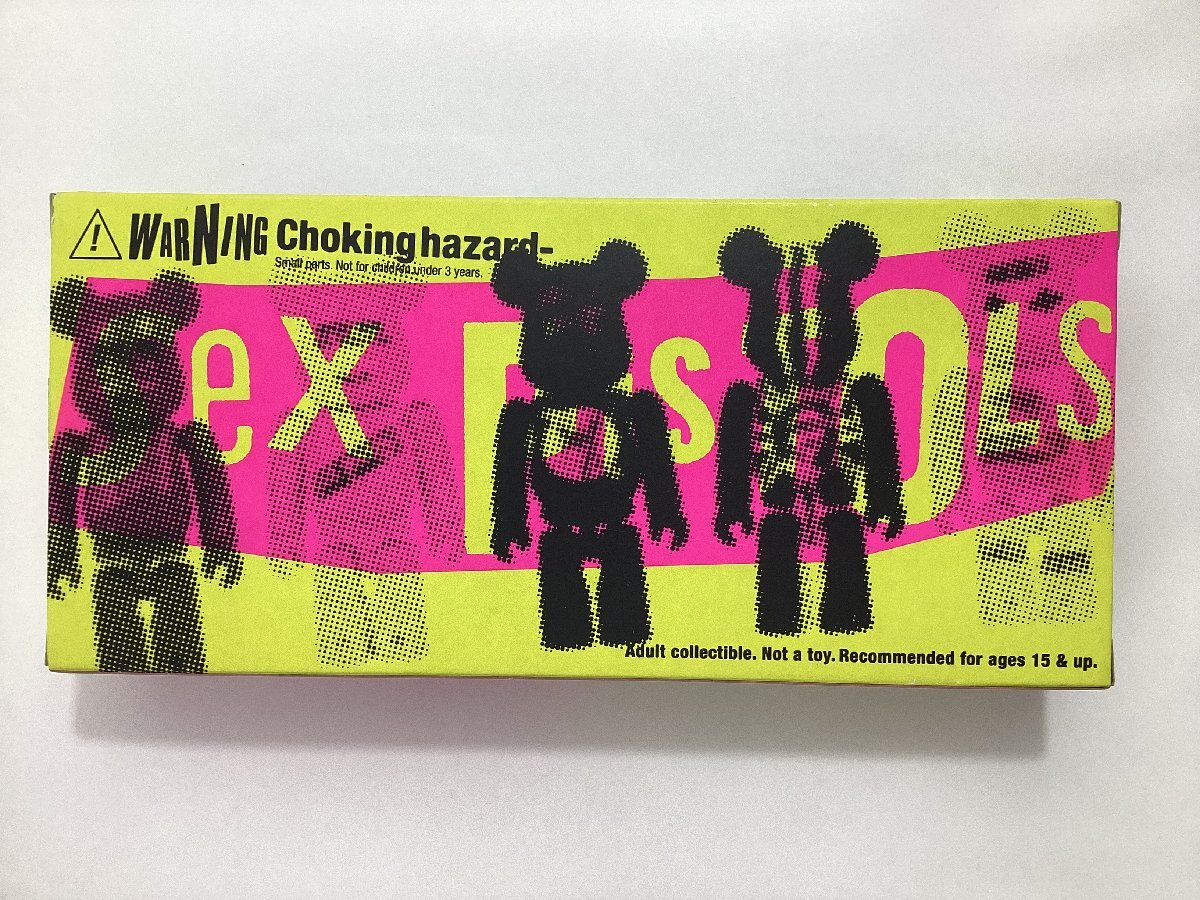 WARNING Choking hazard-
Small parts. Not for children under 3 years.
Sex PISTOLS
Adult collectible. Not a toy. Recommended for ages 15 & up.